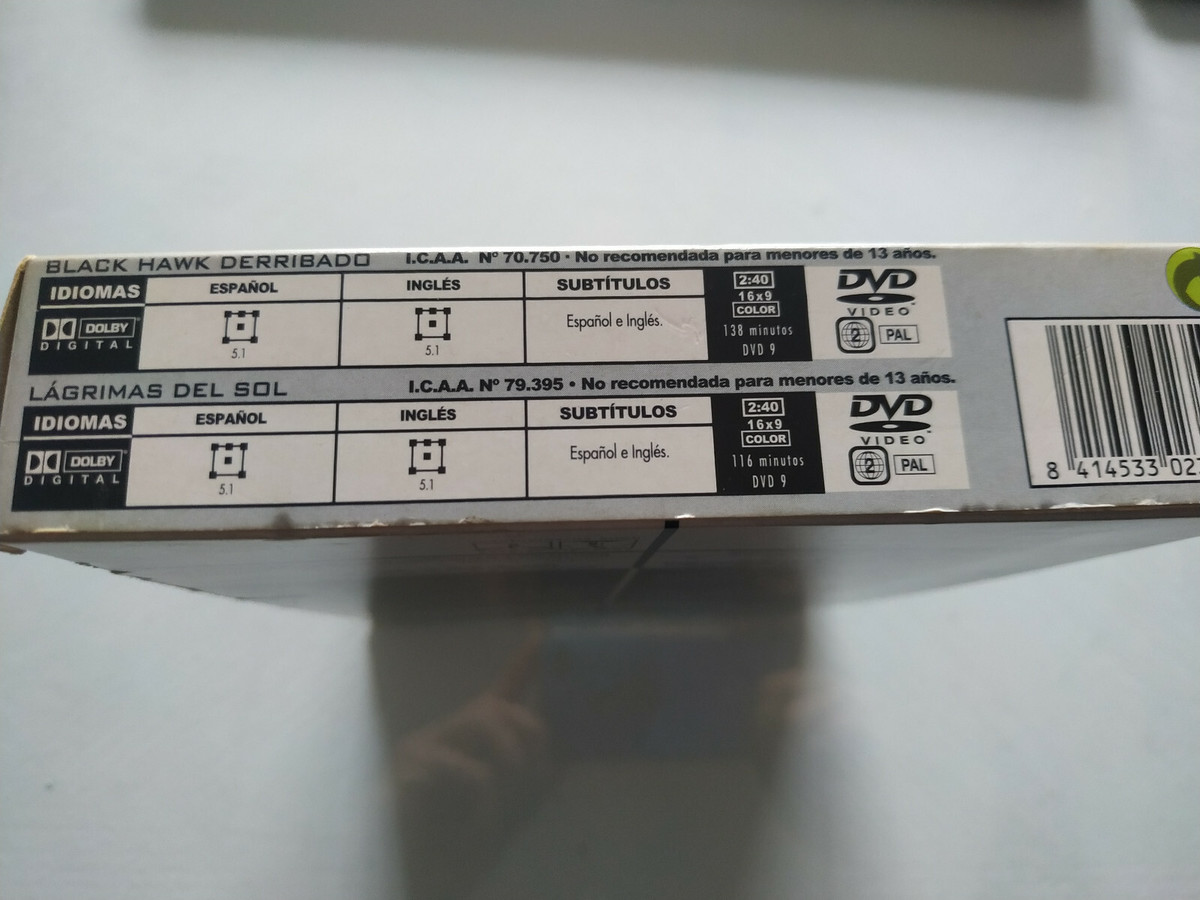 BLACK HAWK DERRIBADO I.C.A.A. Nº 70.750 · No recomendada para menores de 13 años.
IDIOMAS ESPAÑOL INGLÉS SUBTÍTULOS 2:40 DVD
16x9 VIDEO™
DOLBY 5.1 5.1 Español e Inglés. COLOR 2 PAL
DIGITAL 138 minutos
DVD 9
LÁGRIMAS DEL SOL I.C.A.A. Nº 79.395 • No recomendada para menores de 13 años.
IDIOMAS ESPAÑOL INGLÉS SUBTÍTULOS 2:40 DVD
16x9 VIDEO™
DOLBY 5.1 5.1 Español e Inglés. COLOR 2 PAL
DIGITAL 116 minutos
DVD 9
8 414533 02